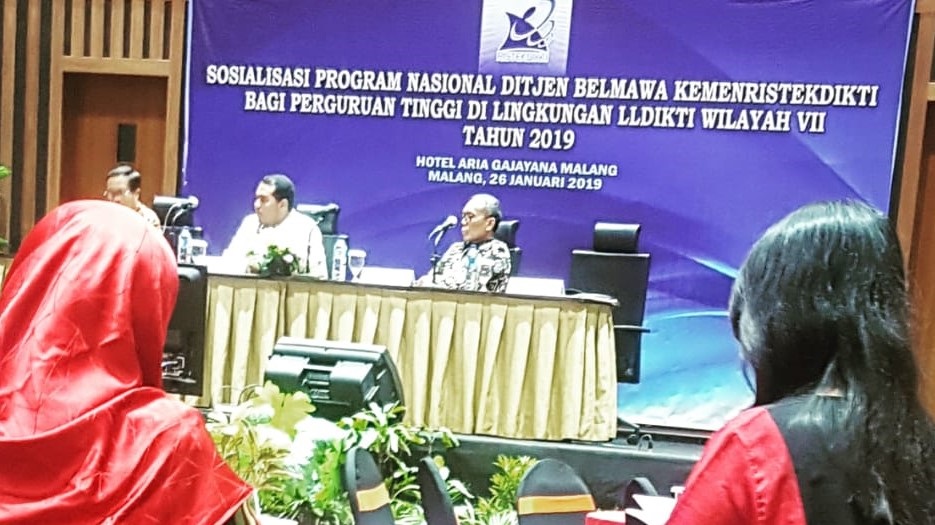 RISTEKDIKTI
SOSIALISASI PROGRAM NASIONAL DITJEN BELMAWA KEMENRISTEKDIKTI
BAGI PERGURUAN TINGGI DI LINGKUNGAN LLDIKTI WILAYAH VII
TAHUN 2019
HOTEL ARIA GAJAYANA MALANG
MALANG, 26 JANUARI 2019